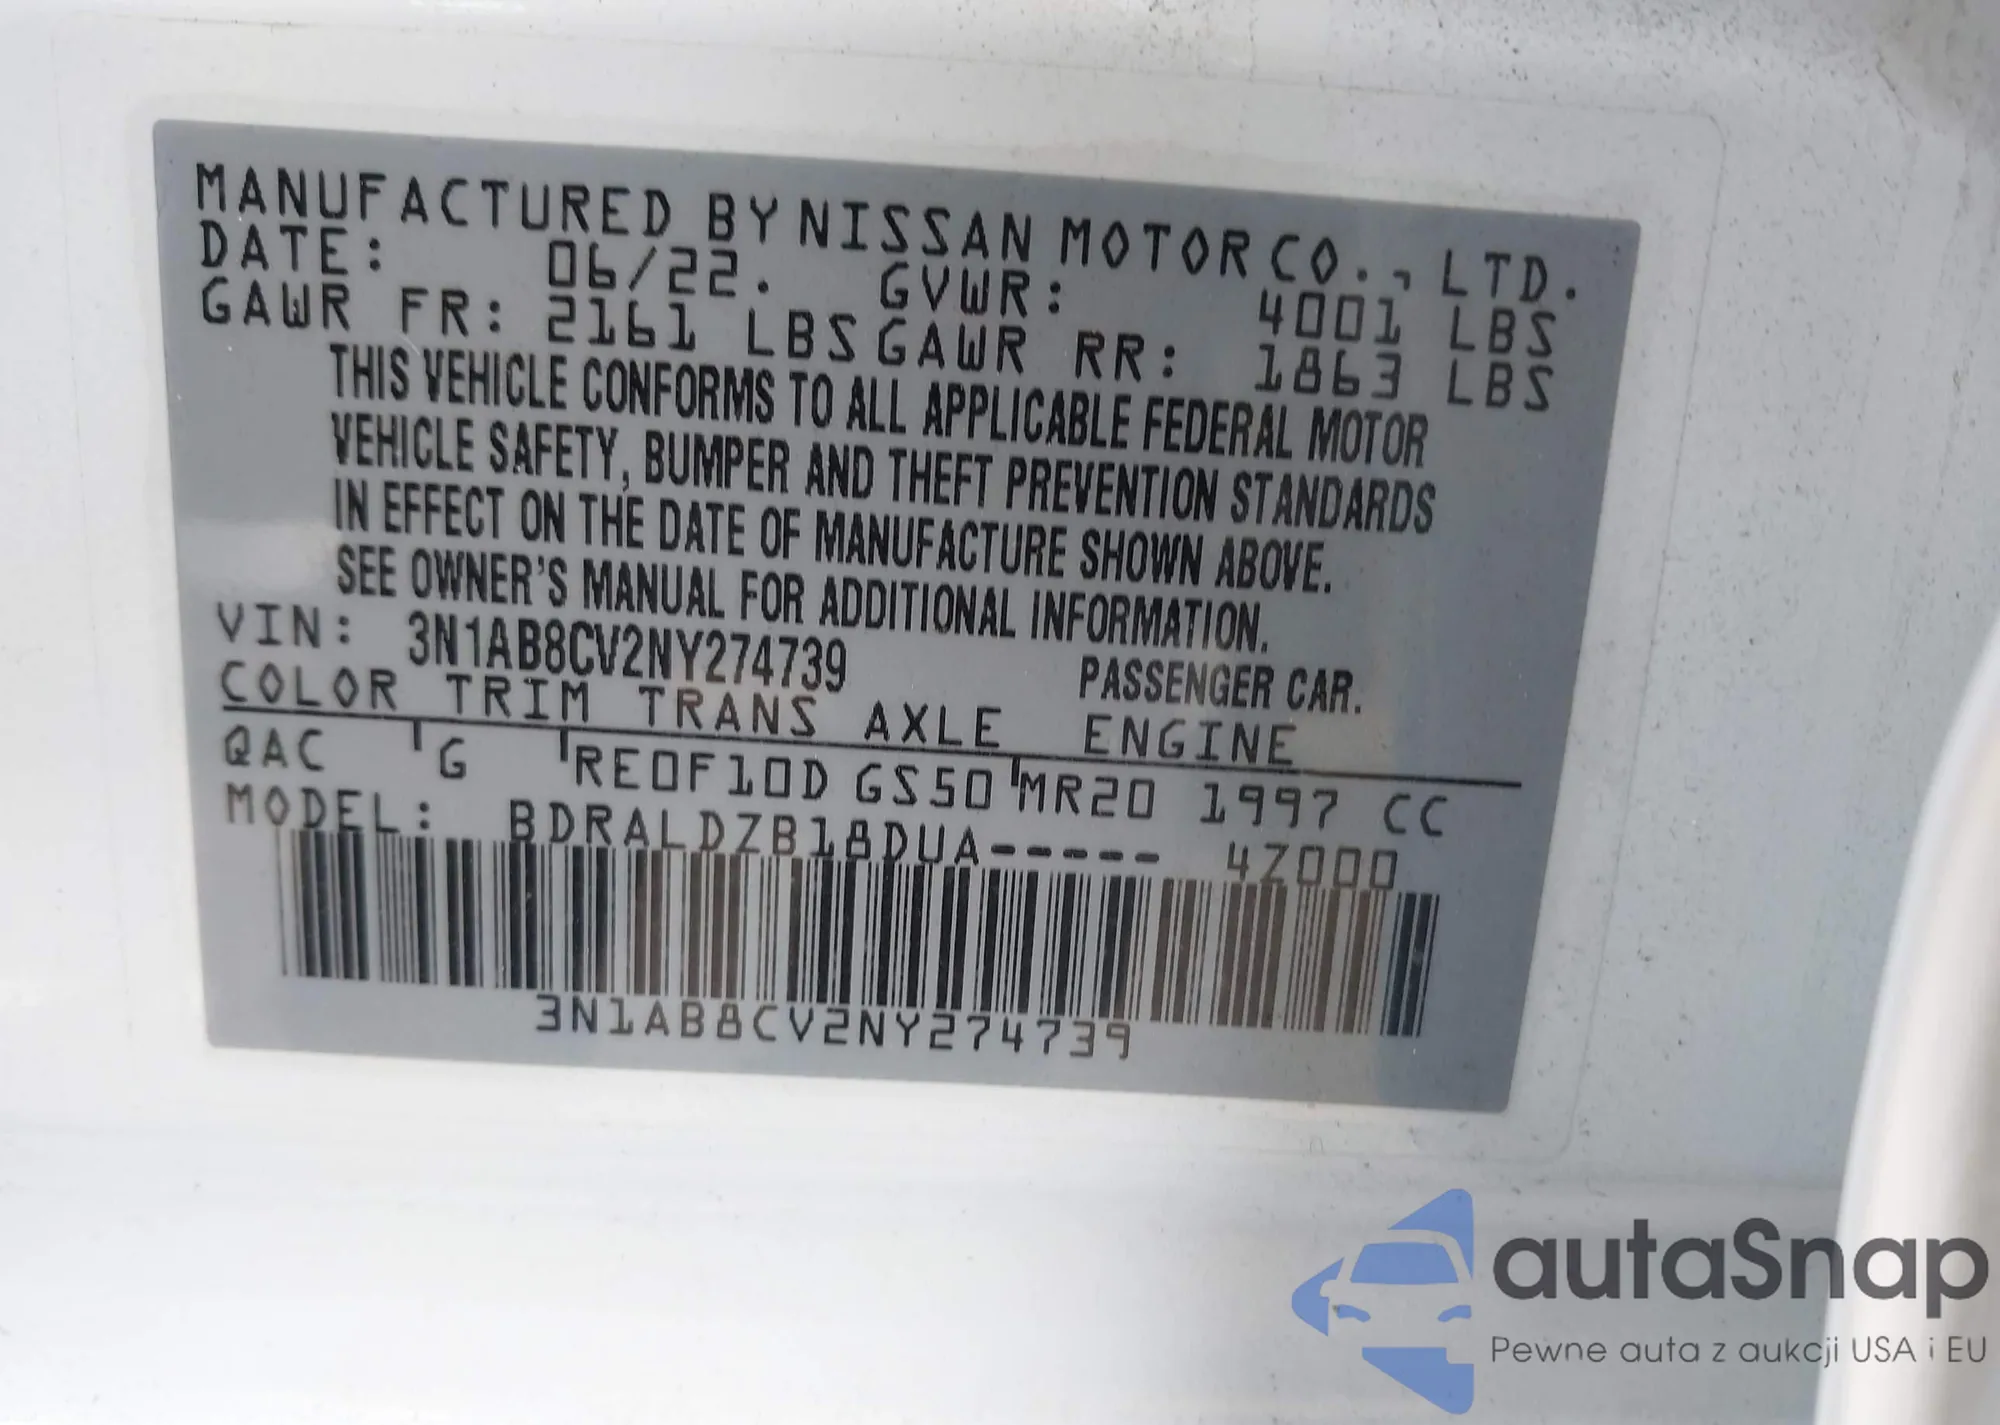 MANUFACTURED BY NISSAN MOTOR CO., LTD.
DATE: 06/22. GVWR: 4001 LBS
GAWR FR: 2161 LBS GAWR RR: 1863 LBS
THIS VEHICLE CONFORMS TO ALL APPLICABLE FEDERAL MOTOR
VEHICLE SAFETY, BUMPER AND THEFT PREVENTION STANDARDS
IN EFFECT ON THE DATE OF MANUFACTURE SHOWN ABOVE.
SEE OWNER'S MANUAL FOR ADDITIONAL INFORMATION.
VIN: 3N1AB8CV2NY274739 PASSENGER CAR.
COLOR TRIM TRANS AXLE ENGINE
QAC G RE0F10D GS50 MR20 1997 CC
MODEL: BDRALDZB18DUA----- 4Z000
3N1AB8CV2NY274739
autaSnap
Pewne auta z aukcji USA i EU